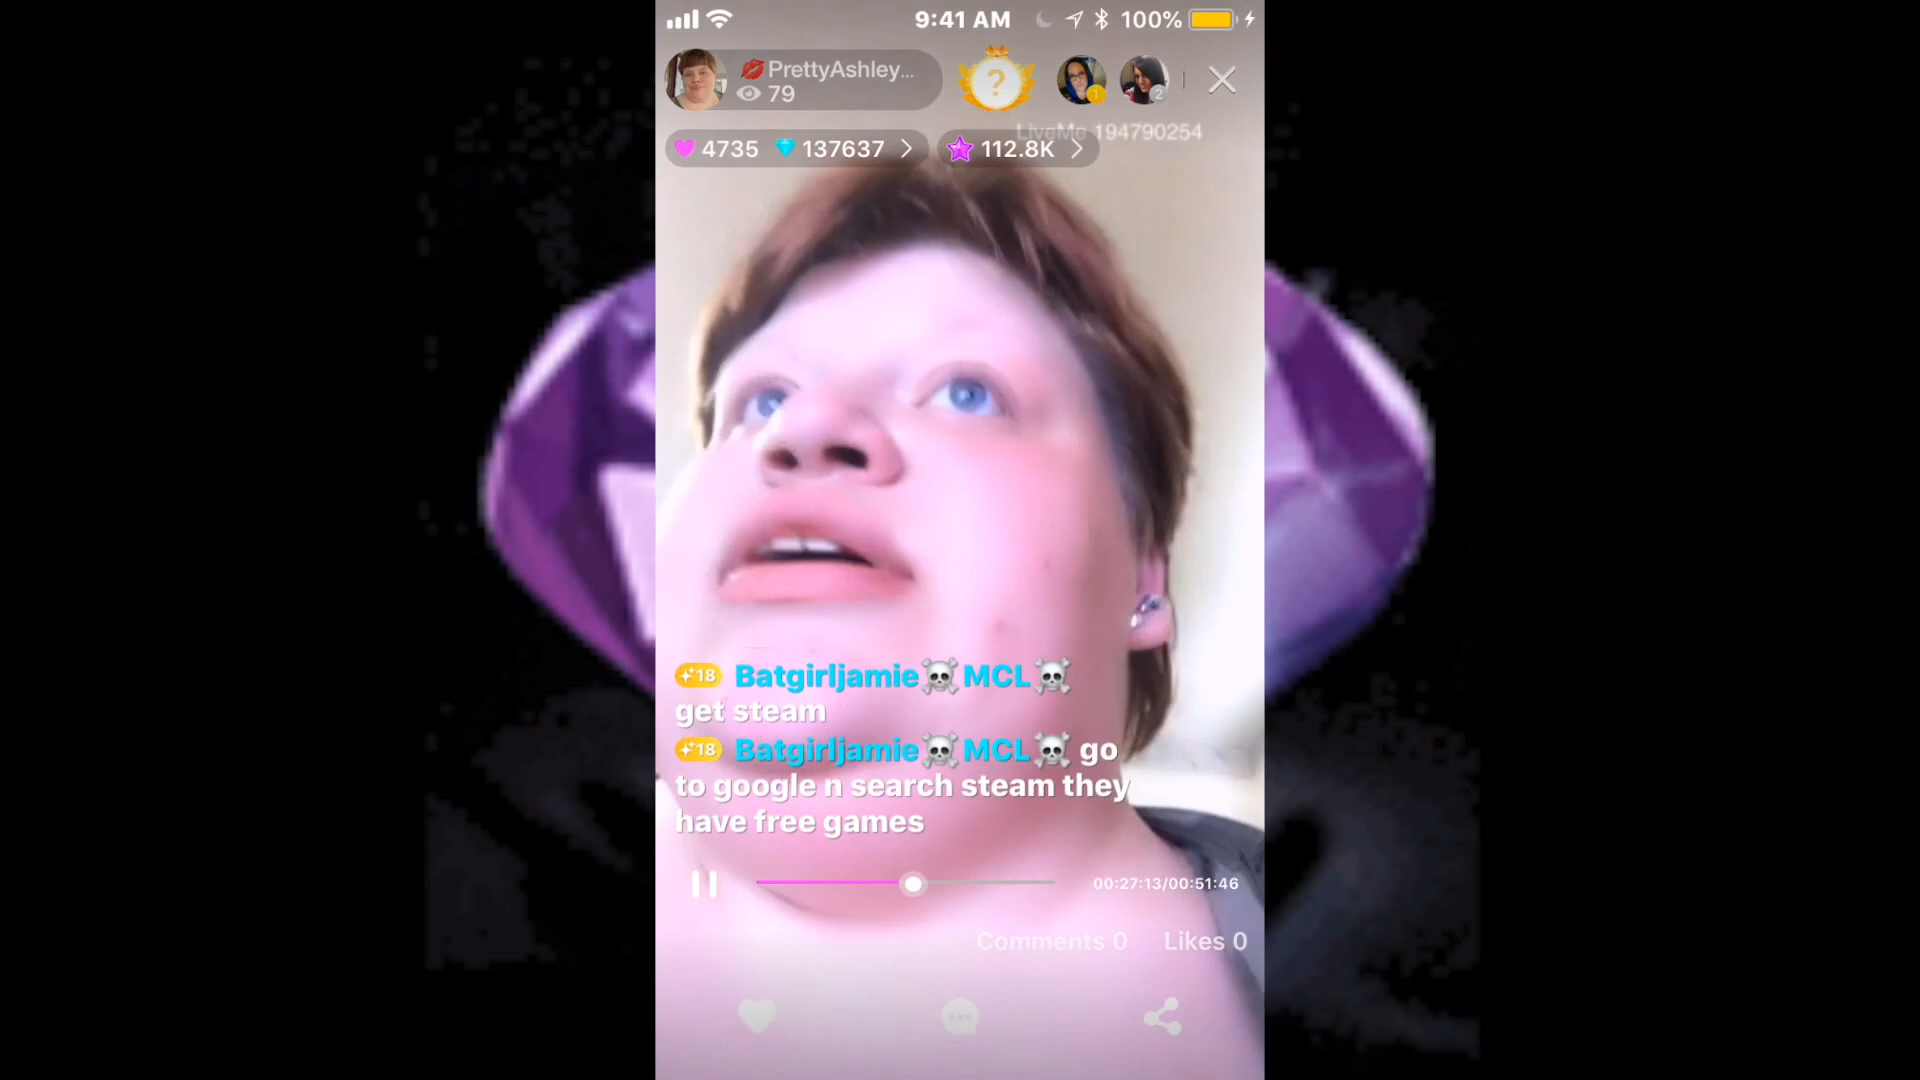 9:41 AM 100%
💋PrettyAshley...
79
?
1
2
LiveMe 194790254
4735 137637 112.8K
18 Batgirljamie☠️MCL☠️
get steam
18 Batgirljamie☠️MCL☠️ go
to google n search steam they
have free games
00:27:13/00:51:46
Comments 0 Likes 0